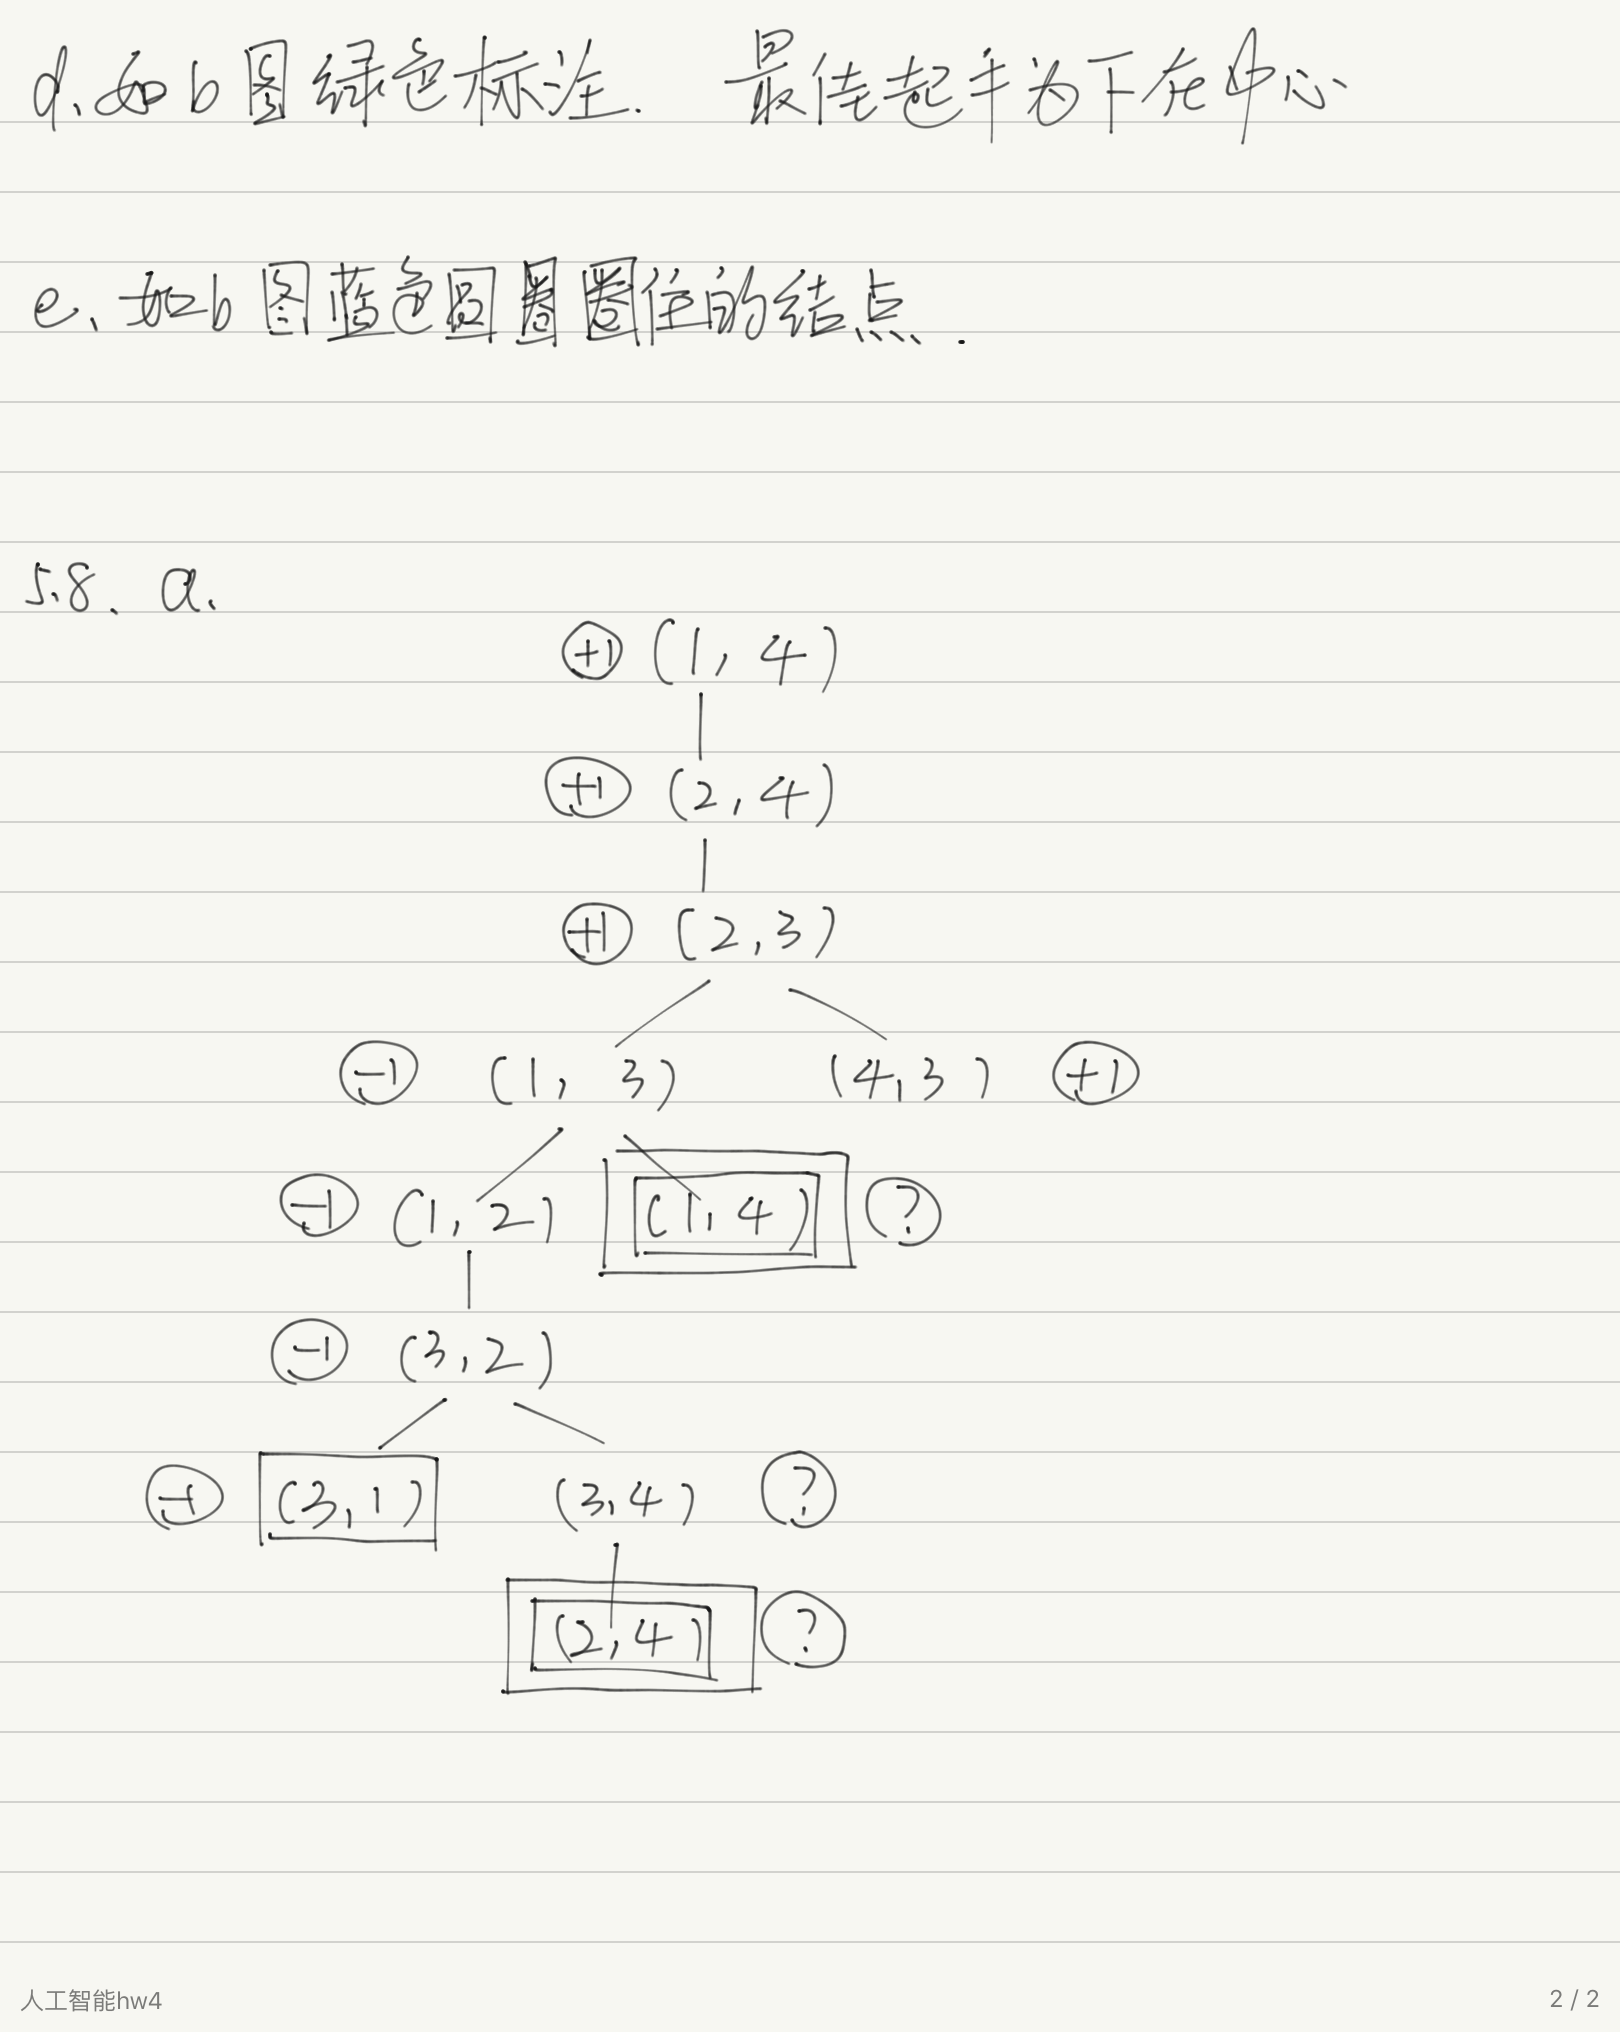 d、如b图绿色标注. 最佳起手为下在中心
e、如b图蓝色圆圈圈住的结点.
5.8、a.
+1 (1, 4)
+1 (2, 4)
+1 (2,3)
-1 (1, 3) (4,3) +1
-1 (1, 2) (1,4) ?
-1 (3,2)
-1 (3,1) (3,4) ?
(2,4) ?
人工智能hw4 2 / 2